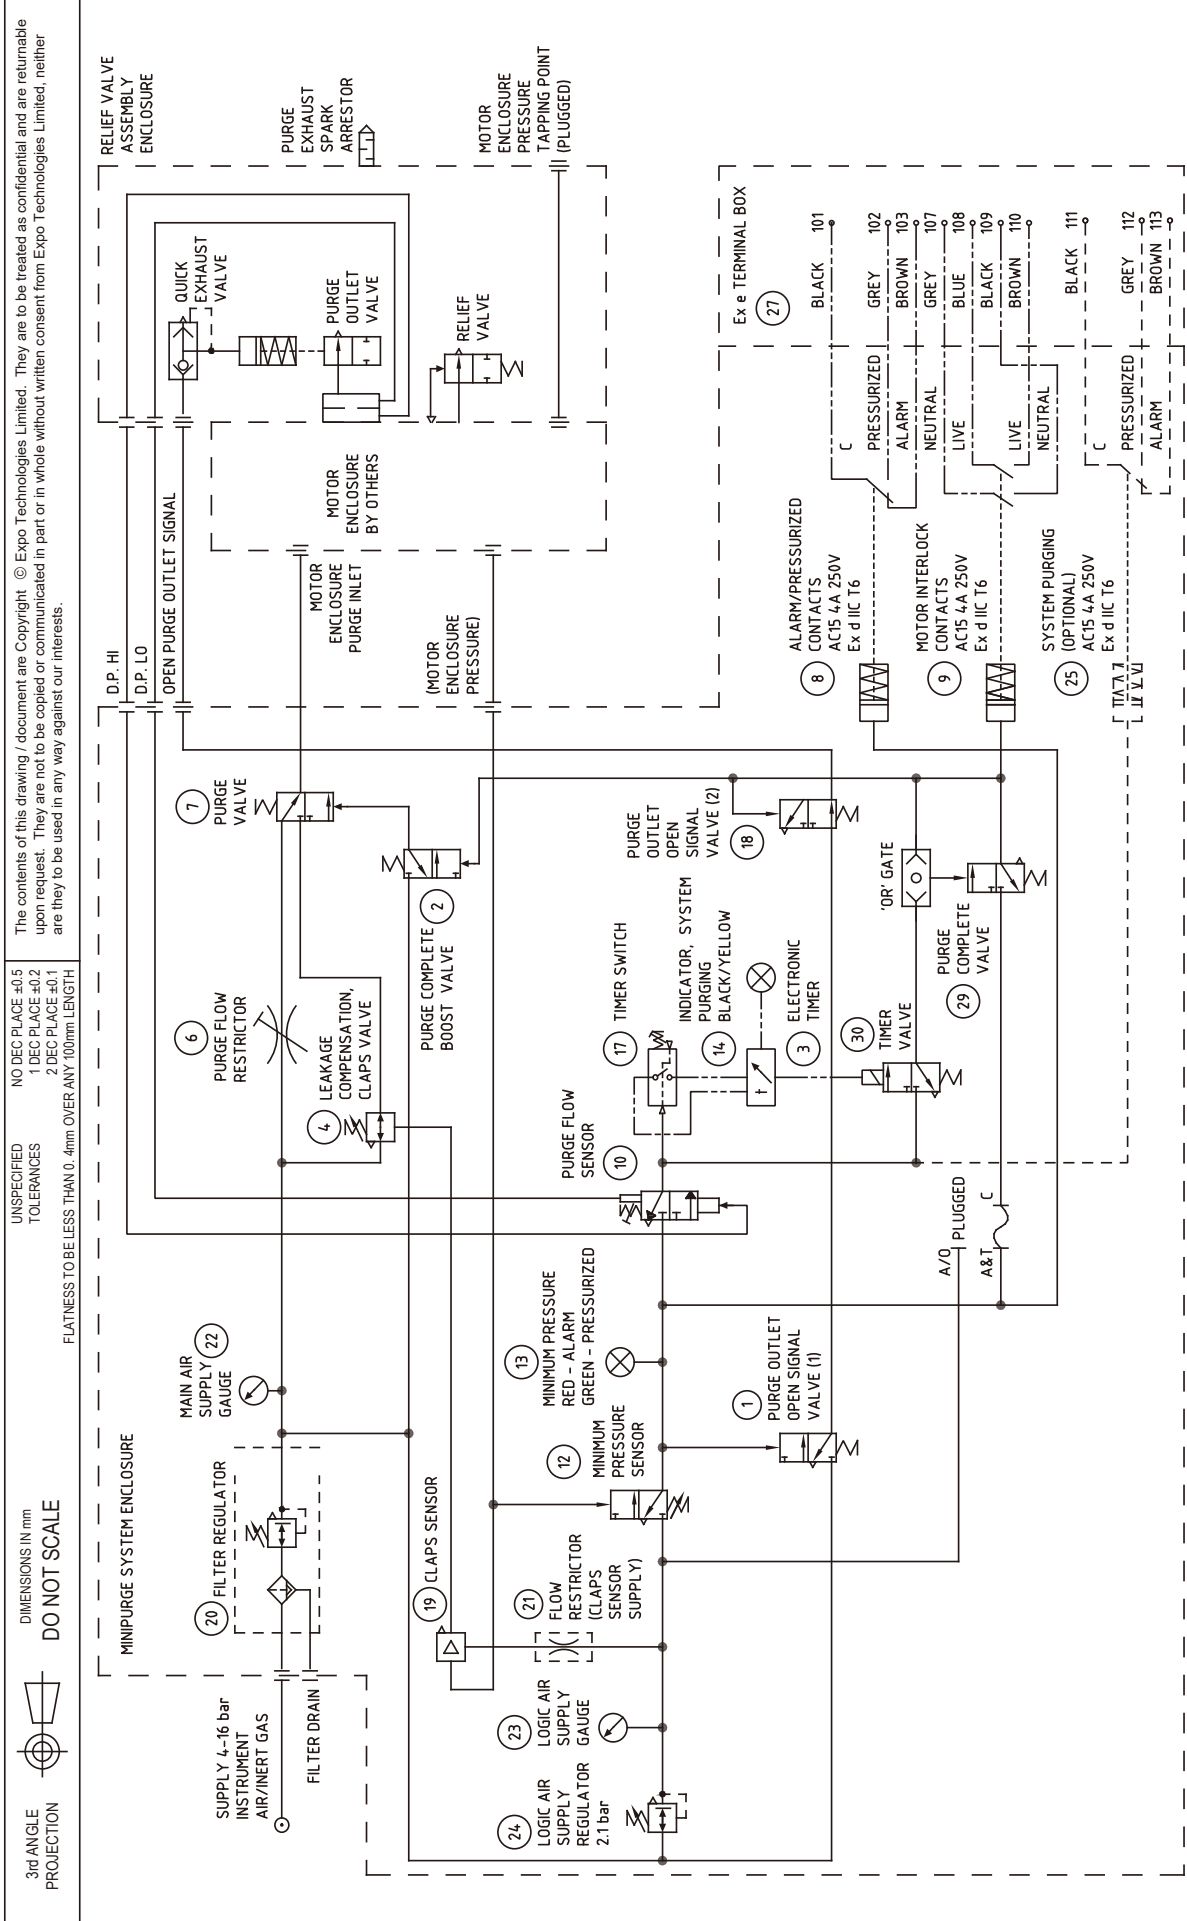 The contents of this drawing / document are Copyright © Expo Technologies Limited. They are to be treated as confidential and are returnable
upon request. They are not to be copied or communicated in part or in whole without written consent from Expo Technologies Limited, neither
are they to be used in any way against our interests.
UNSPECIFIED
TOLERANCES
NO DEC PLACE ±0.5
1 DEC PLACE ±0.2
2 DEC PLACE ±0.1
FLATNESS TO BE LESS THAN 0. 4mm OVER ANY 100mm LENGTH
DIMENSIONS IN mm
DO NOT SCALE
3rd ANGLE
PROJECTION
RELIEF VALVE
ASSEMBLY
ENCLOSURE
PURGE
EXHAUST
SPARK
ARRESTOR
MOTOR
ENCLOSURE
PRESSURE
TAPPING POINT
(PLUGGED)
QUICK
EXHAUST
VALVE
PURGE
OUTLET
VALVE
RELIEF
VALVE
MOTOR
ENCLOSURE
BY OTHERS
D.P. HI
D.P. LO
OPEN PURGE OUTLET SIGNAL
MOTOR
ENCLOSURE
PURGE INLET
(MOTOR
ENCLOSURE
PRESSURE)
7
PURGE
VALVE
2
PURGE COMPLETE
BOOST VALVE
6
PURGE FLOW
RESTRICTOR
4
LEAKAGE
COMPENSATION,
CLAPS VALVE
MAIN AIR
SUPPLY
GAUGE
22
MINIPURGE SYSTEM ENCLOSURE
20
FILTER REGULATOR
SUPPLY 4-16 bar
INSTRUMENT
AIR/INERT GAS
FILTER DRAIN
19
CLAPS SENSOR
21
FLOW
RESTRICTOR
(CLAPS
SENSOR
SUPPLY)
23
LOGIC AIR
SUPPLY
GAUGE
24
LOGIC AIR
SUPPLY
REGULATOR
2.1 bar
12
MINIMUM
PRESSURE
SENSOR
13
MINIMUM PRESSURE
RED - ALARM
GREEN - PRESSURIZED
1
PURGE OUTLET
OPEN SIGNAL
VALVE (1)
10
PURGE FLOW
SENSOR
17
TIMER SWITCH
14
INDICATOR, SYSTEM
PURGING
BLACK/YELLOW
3
ELECTRONIC
TIMER
t
30
TIMER
VALVE
29
PURGE
COMPLETE
VALVE
'OR' GATE
18
PURGE
OUTLET
OPEN
SIGNAL
VALVE (2)
A/O
PLUGGED
A&T
C
8
ALARM/PRESSURIZED
CONTACTS
AC15 4A 250V
Ex d IIC T6
9
MOTOR INTERLOCK
CONTACTS
AC15 4A 250V
Ex d IIC T6
25
SYSTEM PURGING
(OPTIONAL)
AC15 4A 250V
Ex d IIC T6
Ex e TERMINAL BOX
27
C
BLACK
101
PRESSURIZED
GREY
102
ALARM
BROWN
103
NEUTRAL
GREY
107
LIVE
BLUE
108
BLACK
109
LIVE
BROWN
110
NEUTRAL
C
BLACK
111
PRESSURIZED
GREY
112
ALARM
BROWN
113